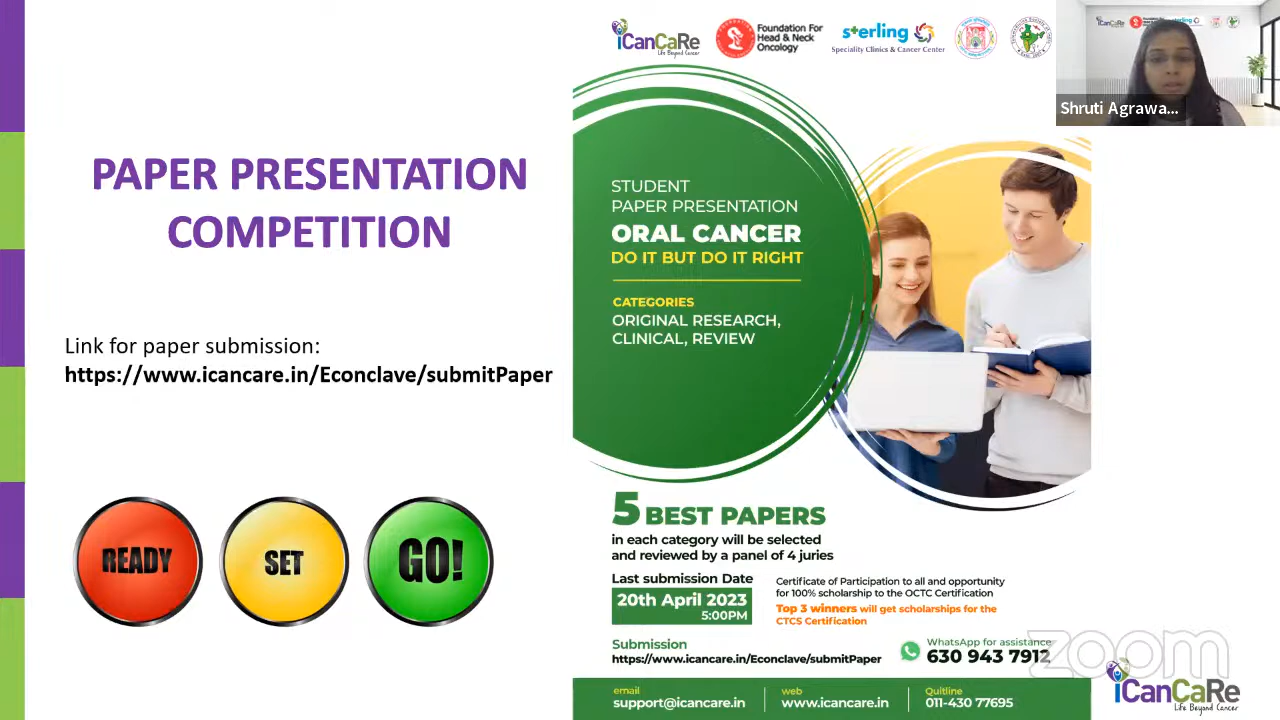 PAPER PRESENTATION
COMPETITION
Link for paper submission:
https://www.icancare.in/Econclave/submitPaper
READY
SET
GO!
iCanCaRe
Life Beyond Cancer
Foundation For
Head & Neck
Oncology
sterling
Speciality Clinics & Cancer Center
STUDENT
PAPER PRESENTATION
ORAL CANCER
DO IT BUT DO IT RIGHT
CATEGORIES
ORIGINAL RESEARCH,
CLINICAL, REVIEW
5 BEST PAPERS
in each category will be selected
and reviewed by a panel of 4 juries
Last submission Date
20th April 2023
5:00PM
Certificate of Participation to all and opportunity
for 100% scholarship to the OCTC Certification
Top 3 winners will get scholarships for the
CTCS Certification
Submission
https://www.icancare.in/Econclave/submitPaper
WhatsApp for assistance
630 943 7912
email
support@icancare.in
web
www.icancare.in
Quitline
011-430 77695
Shruti Agrawa...
zoom
iCanCaRe
Life Beyond Cancer